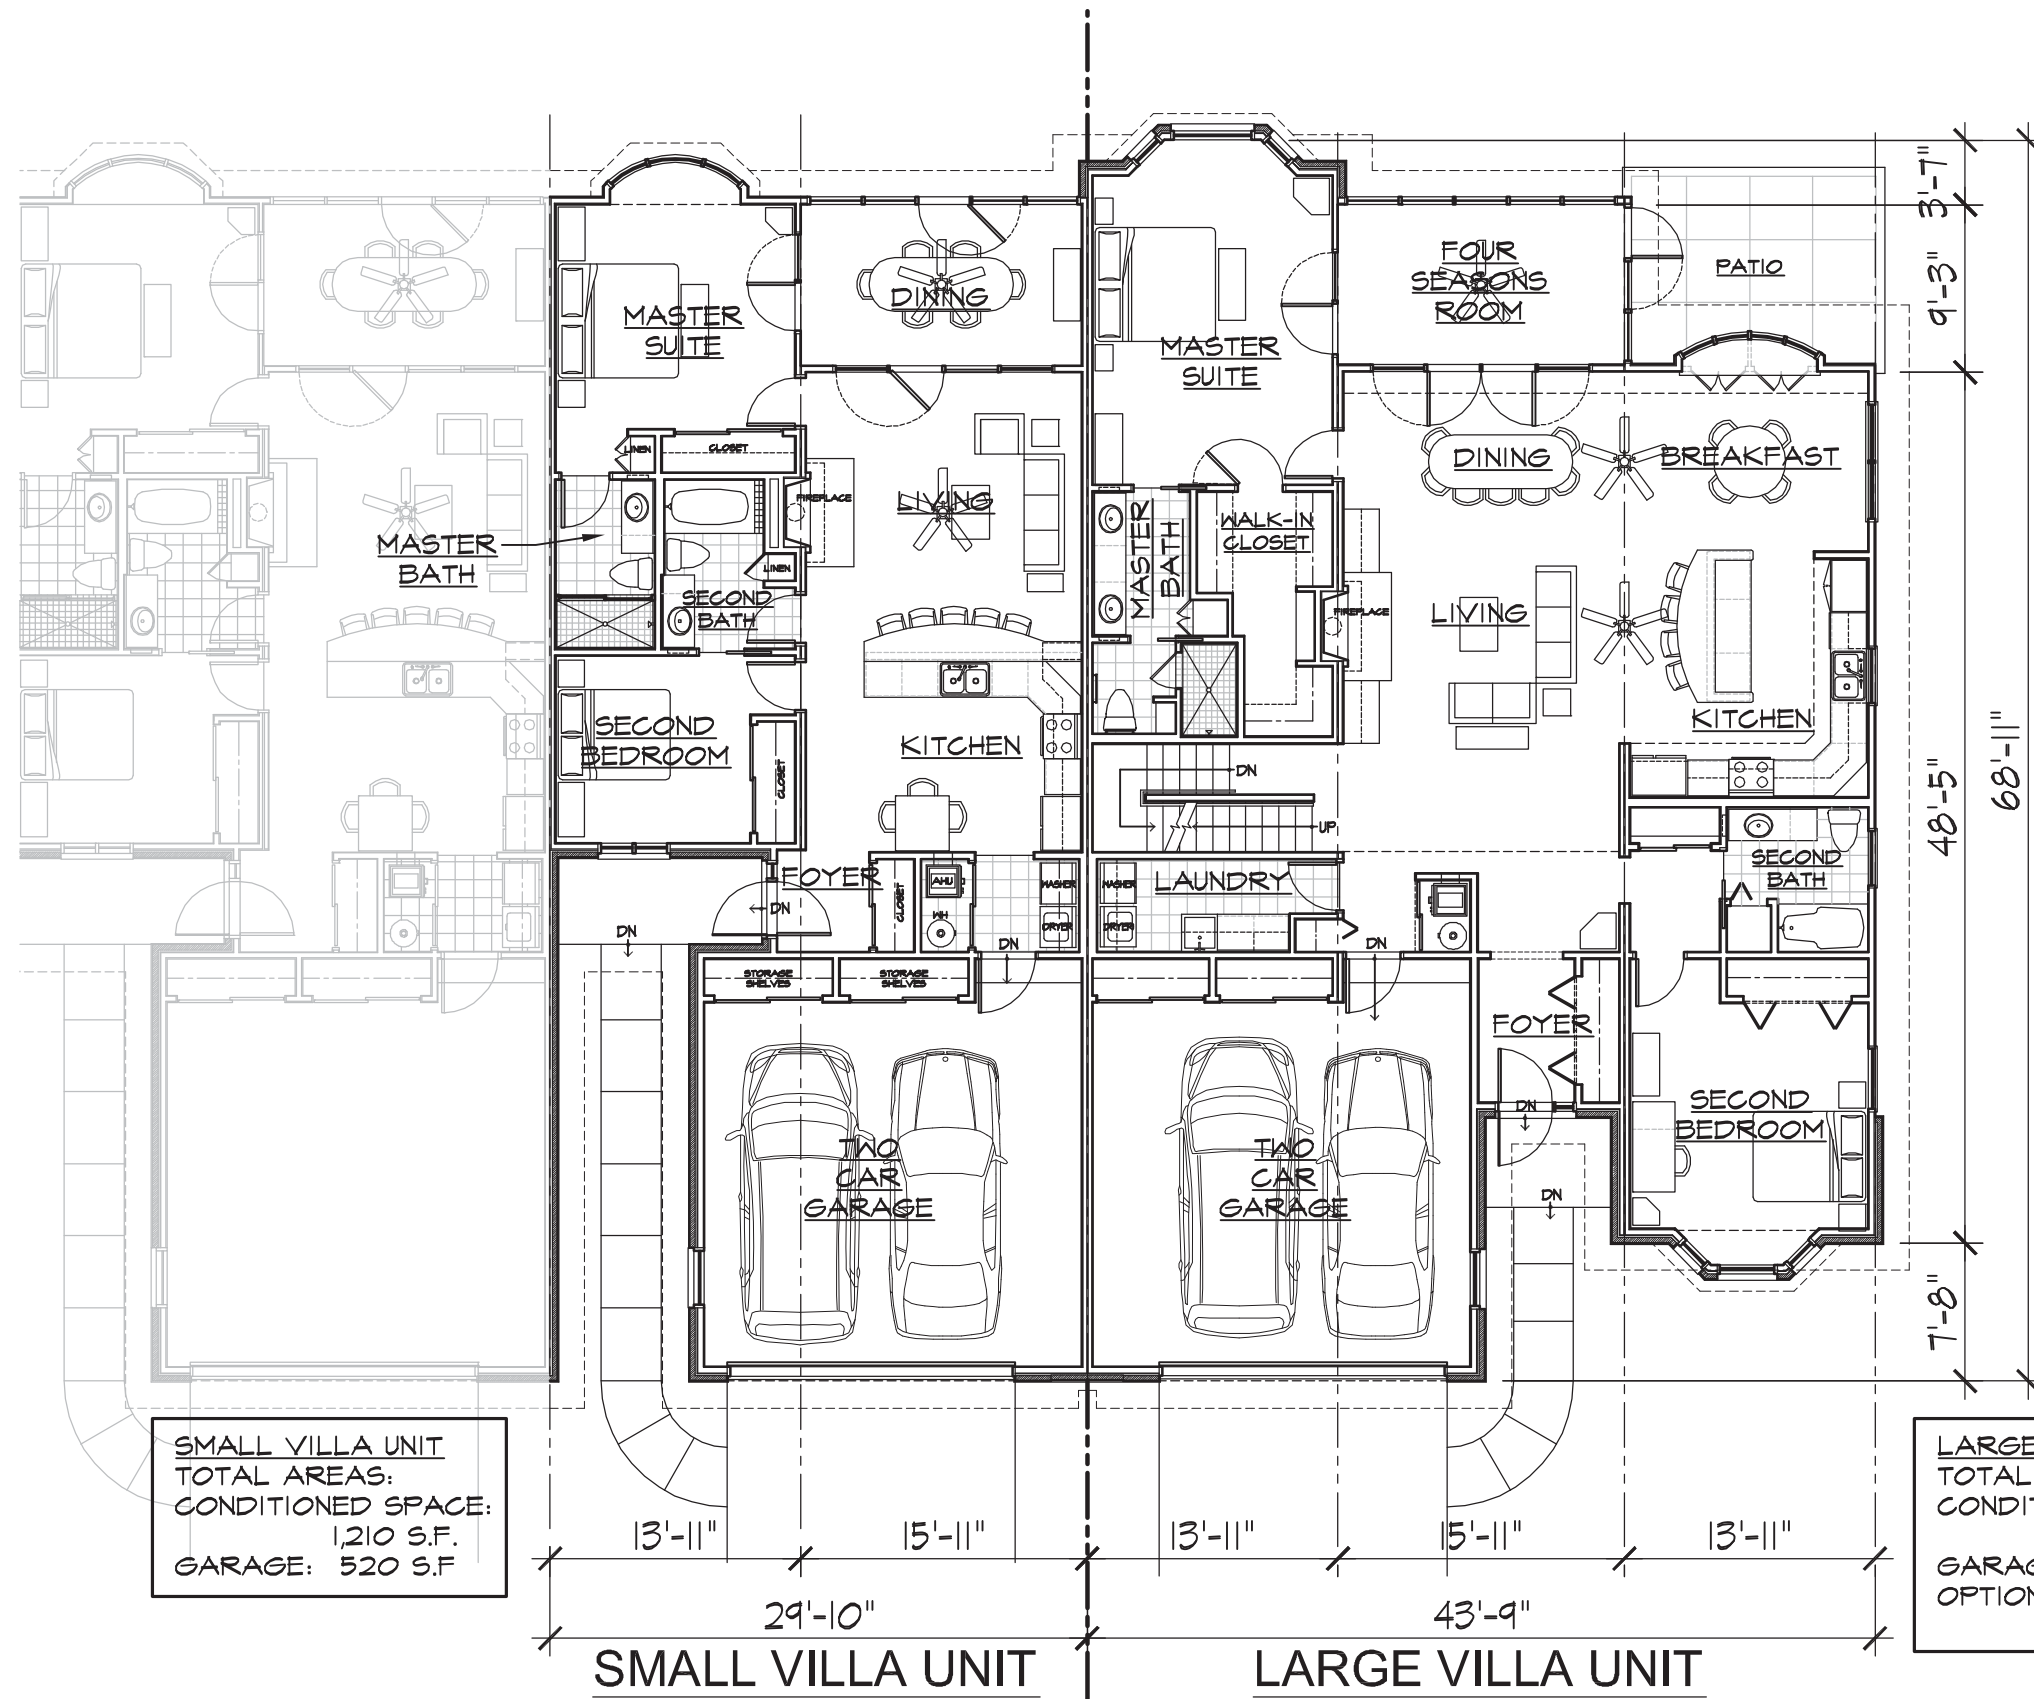 3'-7"
FOUR
SEASONS
ROOM
PATIO
9'-3"
DINING
MASTER
SUITE
MASTER
SUITE
LINEN
CLOSET
DINING
BREAKFAST
FIREPLACE
LIVING
MASTER
BATH
MASTER
BATH
WALK-IN
CLOSET
LINEN
SECOND
BATH
LIVING
FIREPLACE
SECOND
BEDROOM
CLOSET
KITCHEN
KITCHEN
DN
UP
68'-11"
48'-5"
FOYER
DN
DN
CLOSET
AHU
WH
WASHER
DRYER
DN
WASHER
DRYER
LAUNDRY
DN
SECOND
BATH
STORAGE
SHELVES
STORAGE
SHELVES
FOYER
DN
DN
SECOND
BEDROOM
TWO
CAR
GARAGE
TWO
CAR
GARAGE
7'-8"
SMALL VILLA UNIT
TOTAL AREAS:
CONDITIONED SPACE:
1,210 S.F.
GARAGE: 520 S.F
LARGE
TOTAL
CONDIT
GARAG
OPTION
13'-11"
15'-11"
13'-11"
15'-11"
13'-11"
29'-10"
43'-9"
SMALL VILLA UNIT
LARGE VILLA UNIT